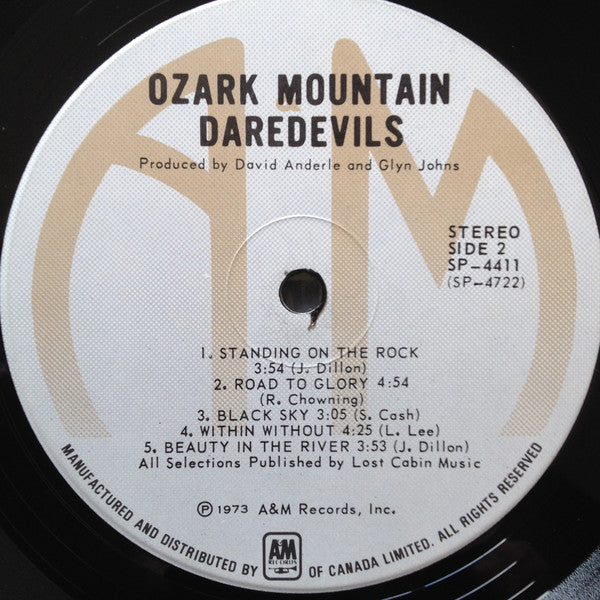 OZARK MOUNTAIN
DAREDEVILS
Produced by David Anderle and Glyn Johns
STEREO
SIDE 2
SP-4411
(SP-4722)
1. STANDING ON THE ROCK
3:54 (J. Dillon)
2. ROAD TO GLORY 4:54
(R. Chowning)
3. BLACK SKY 3:05 (S. Cash)
4. WITHIN WITHOUT 4:25 (L. Lee)
5. BEAUTY IN THE RIVER 3:53 (J. Dillon)
All Selections Published by Lost Cabin Music
℗ 1973 A&M Records, Inc.
MANUFACTURED AND DISTRIBUTED BY A&M RECORDS OF CANADA LIMITED. ALL RIGHTS RESERVED